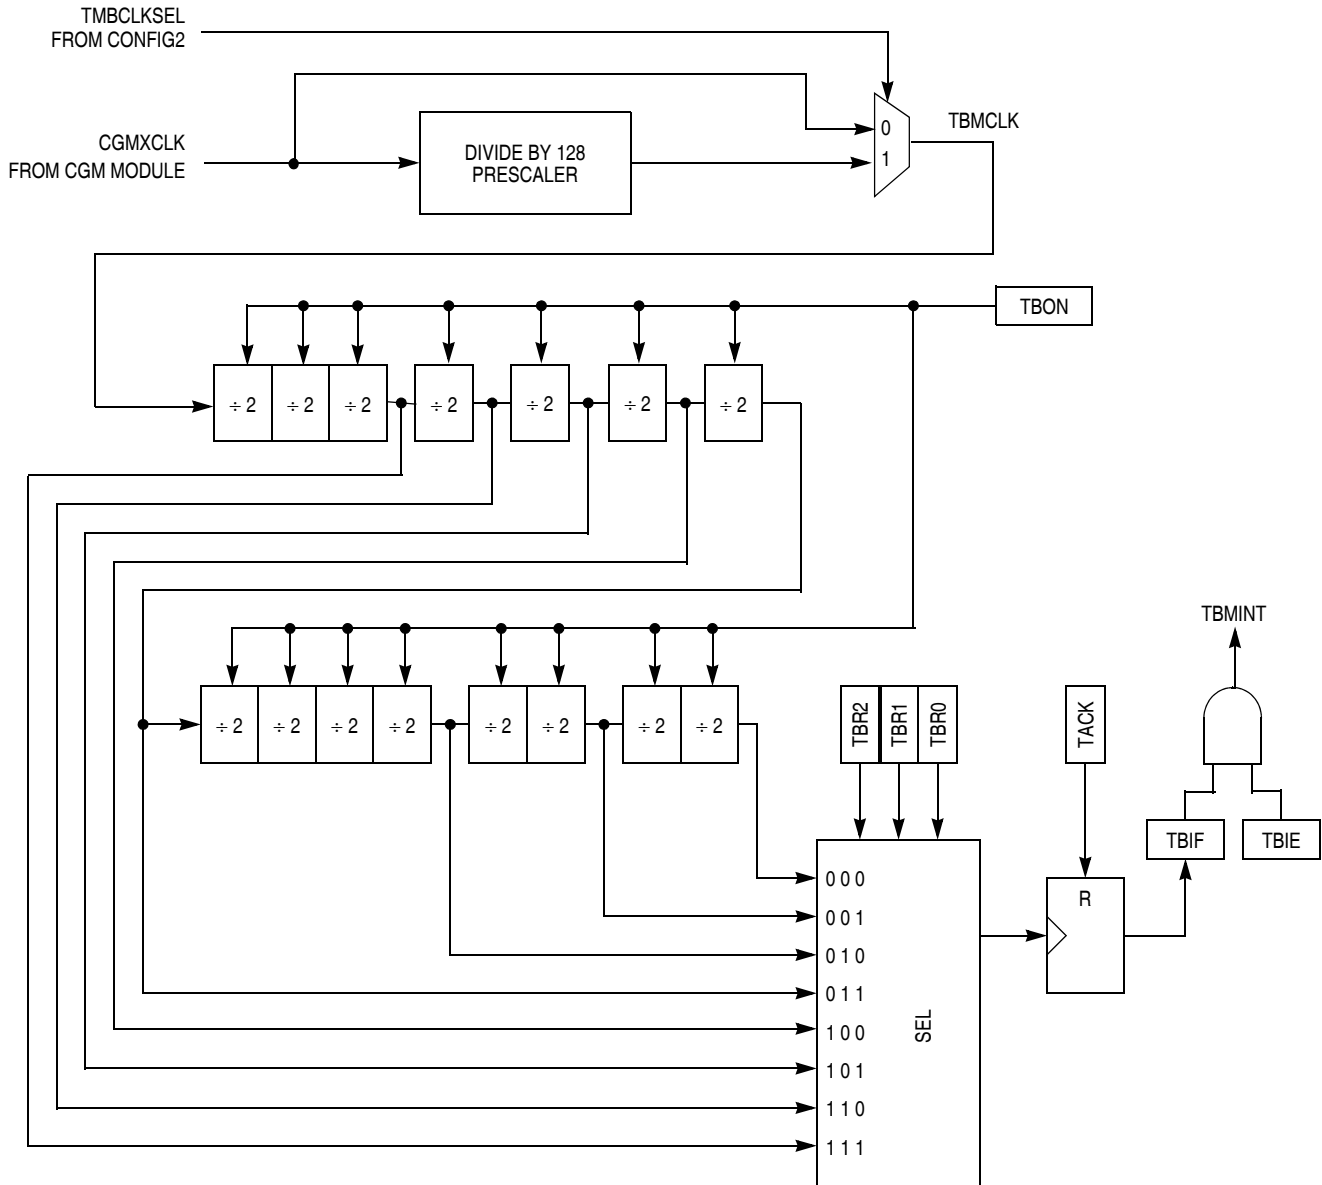 TMBCLKSEL
FROM CONFIG2
CGMXCLK
FROM CGM MODULE
DIVIDE BY 128
PRESCALER
0
1
TBMCLK
TBON
÷ 2
÷ 2
÷ 2
÷ 2
÷ 2
÷ 2
÷ 2
TBMINT
÷ 2
÷ 2
÷ 2
÷ 2
÷ 2
÷ 2
÷ 2
÷ 2
TBR2
TBR1
TBR0
TACK
TBIF
TBIE
R
0 0 0
0 0 1
0 1 0
0 1 1
1 0 0
1 0 1
1 1 0
1 1 1
SEL